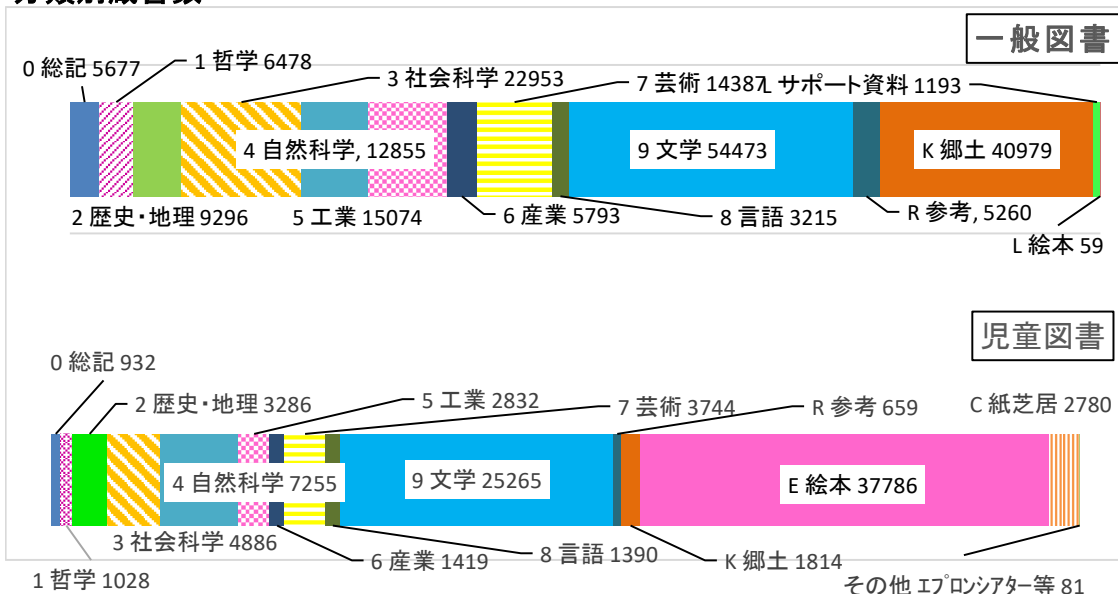 一般図書
0 総記 5677
1 哲学 6478
3 社会科学 22953
7 芸術 14387
サポート資料 1193
4 自然科学, 12855
9 文学 54473
K 郷土 40979
2 歴史・地理 9296
5 工業 15074
6 産業 5793
8 言語 3215
R 参考, 5260
L 絵本 59
児童図書
0 総記 932
2 歴史・地理 3286
5 工業 2832
7 芸術 3744
R 参考 659
C 紙芝居 2780
4 自然科学 7255
9 文学 25265
E 絵本 37786
3 社会科学 4886
6 産業 1419
8 言語 1390
K 郷土 1814
1 哲学 1028
その他 エプロンシアター等 81